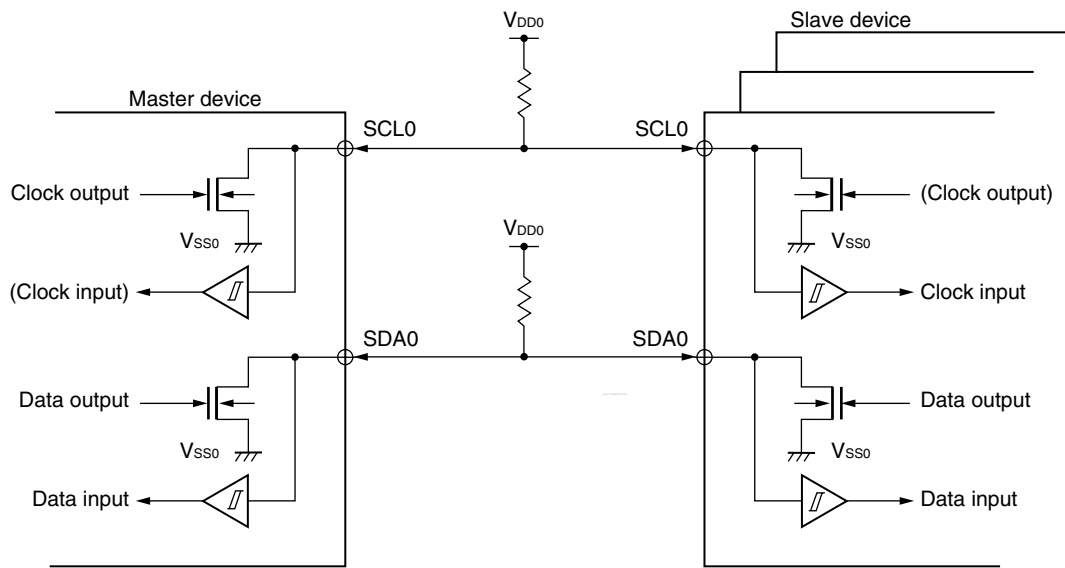 Slave device
VDD0
Master device
SCL0
SCL0
Clock output
(Clock output)
VSS0
VSS0
VDD0
(Clock input)
Clock input
SDA0
SDA0
Data output
Data output
VSS0
VSS0
Data input
Data input